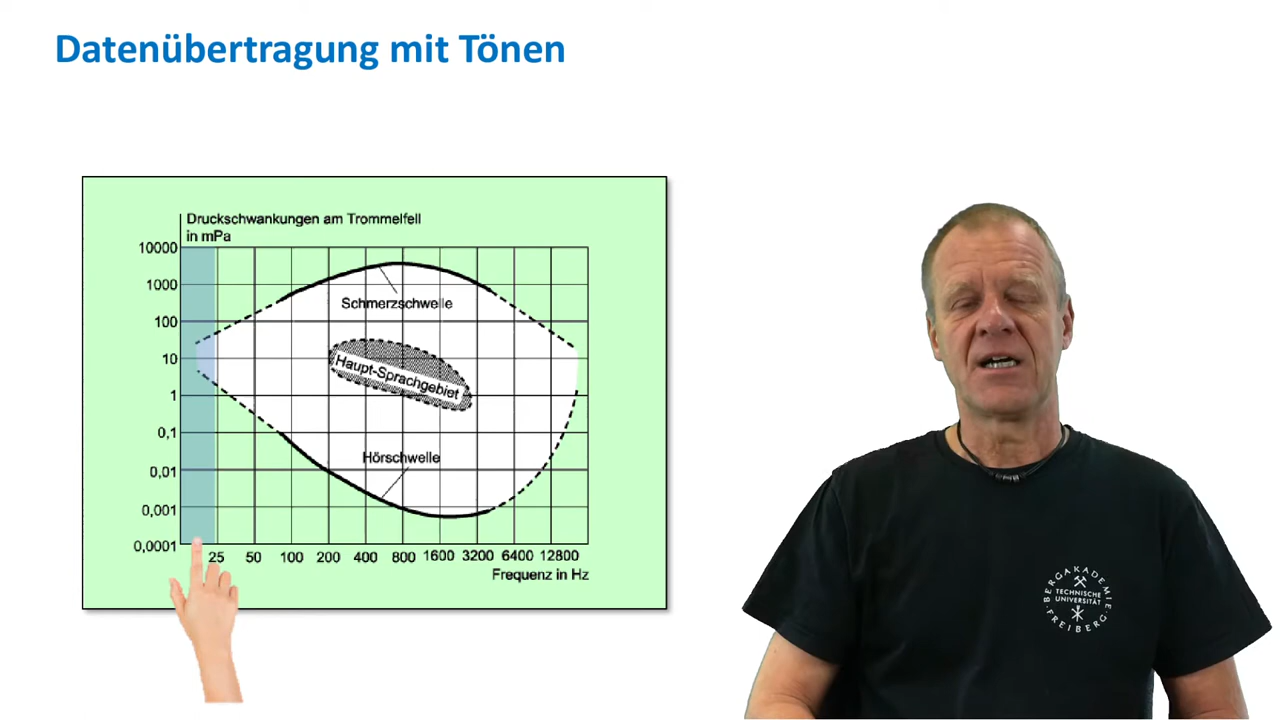 Datenübertragung mit Tönen
Druckschwankungen am Trommelfell
in mPa
10000
1000
100
10
1
0,1
0,01
0,001
0,0001
Schmerzschwelle
Haupt-Sprachgebiet
Hörschwelle
25 50 100 200 400 800 1600 3200 6400 12800
Frequenz in Hz
BERGAKADEMIE
TECHNISCHE
UNIVERSITÄT
FREIBERG